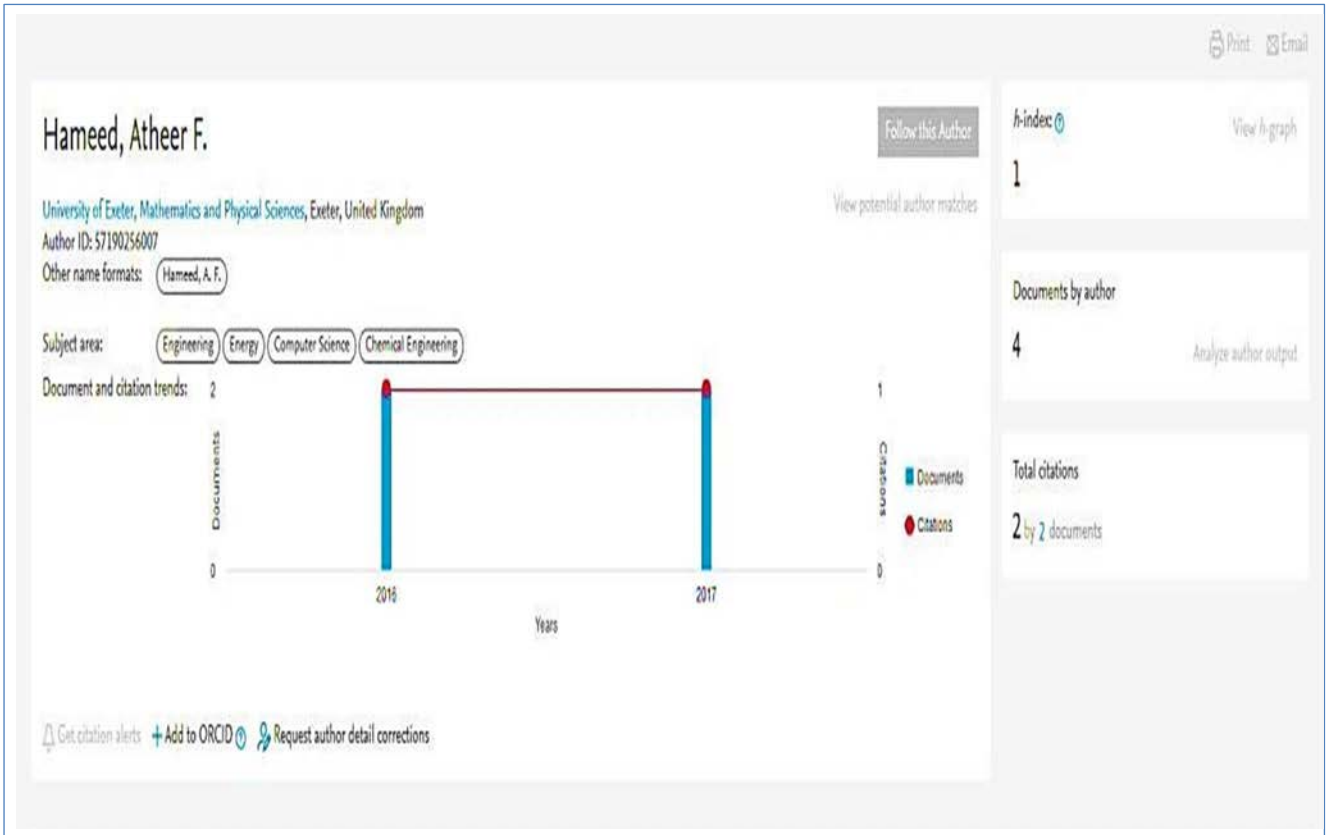 Print Email
Hameed, Atheer F.
Follow this Author
University of Exeter, Mathematics and Physical Sciences, Exeter, United Kingdom
View potential author matches
Author ID: 57190256007
Other name formats: Hameed, A. F.
Subject area: Engineering Energy Computer Science Chemical Engineering
Document and citation trends:
2
1
Documents
Citations
0
0
2016
2017
Years
Documents
Citations
Get citation alerts Add to ORCID Request author detail corrections
h-index: View h-graph
1
Documents by author
4
Analyze author output
Total citations
2 by 2 documents